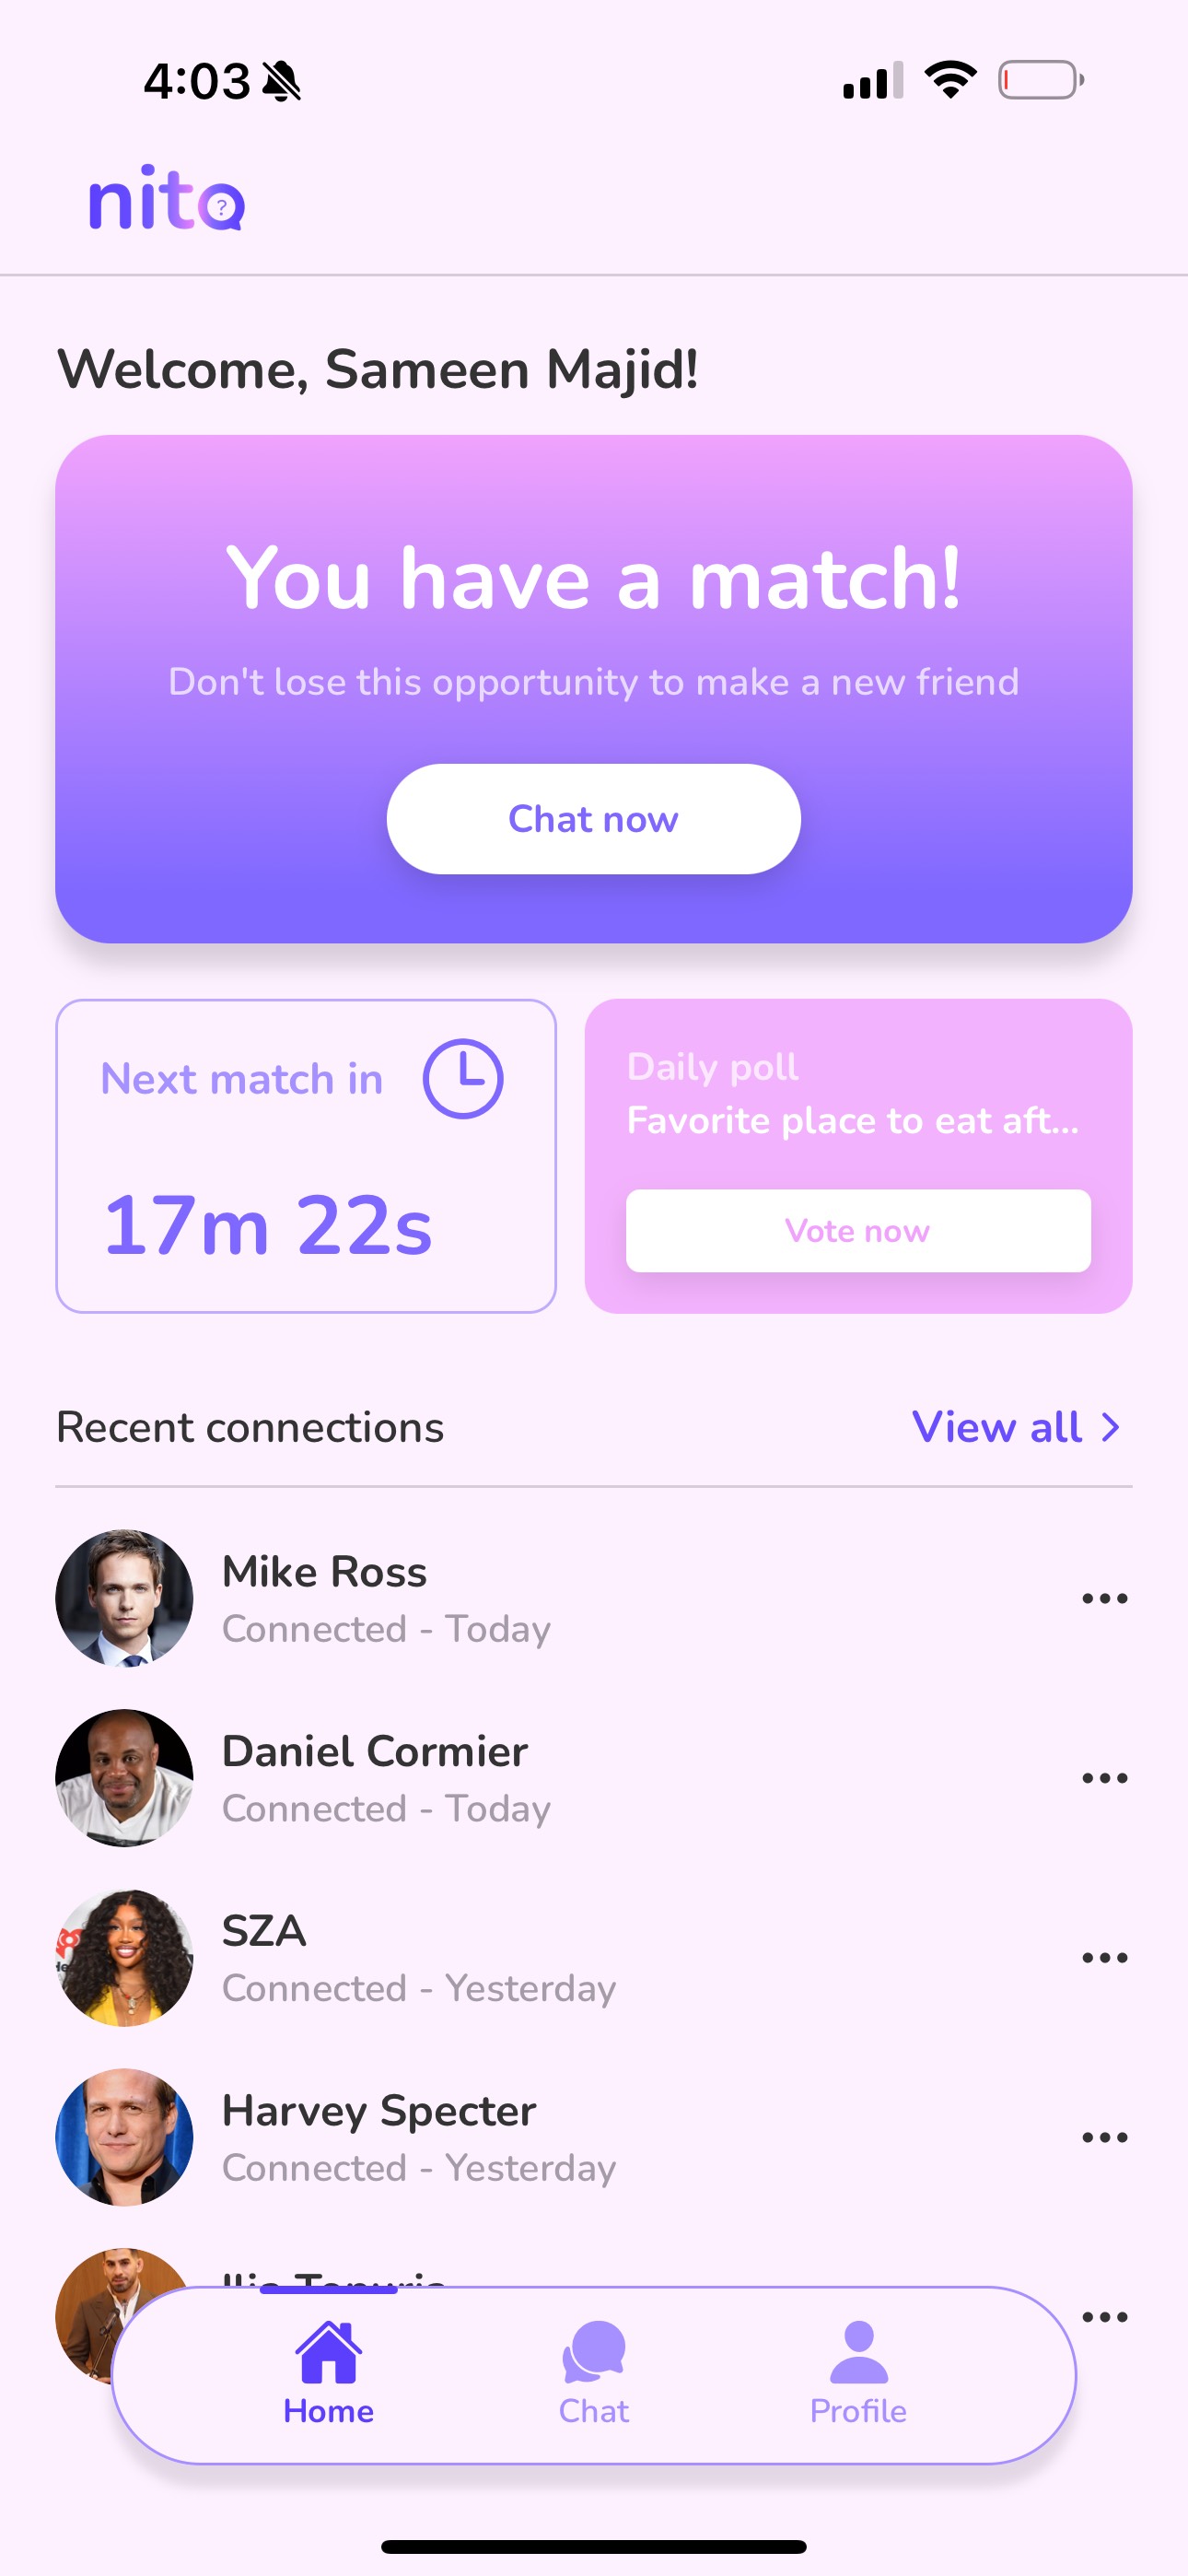 4:03
nito
?
Welcome, Sameen Majid!
You have a match!
Don't lose this opportunity to make a new friend
Chat now
Next match in
17m 22s
Daily poll
Favorite place to eat aft...
Vote now
Recent connections
View all
Mike Ross
Connected - Today
Daniel Cormier
Connected - Today
SZA
Connected - Yesterday
Harvey Specter
Connected - Yesterday
Home
Chat
Profile